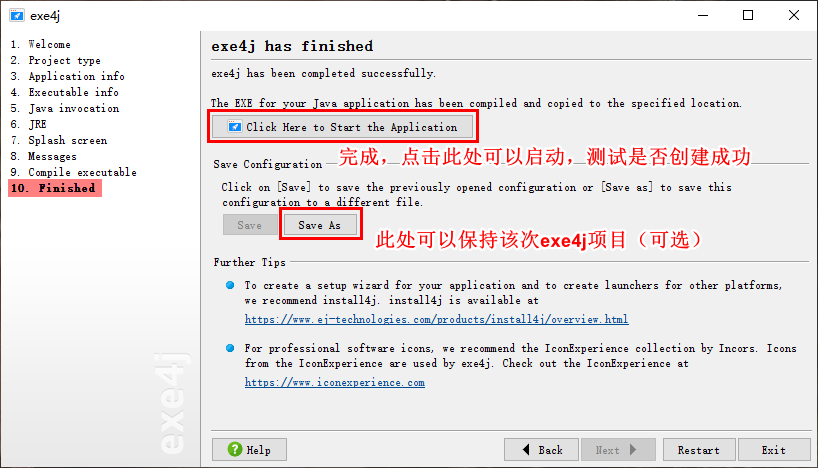 exe4j
1. Welcome
2. Project type
3. Application info
4. Executable info
5. Java invocation
6. JRE
7. Splash screen
8. Messages
9. Compile executable
10. Finished
exe4j
exe4j has finished
exe4j has been completed successfully.
The EXE for your Java application has been compiled and copied to the specified location.
Click Here to Start the Application
完成，点击此处可以启动，测试是否创建成功
Save Configuration
Click on [Save] to save the previously opened configuration or [Save as] to save this
configuration to a different file.
Save
Save As
此处可以保持该次exe4j项目（可选）
Further Tips
To create a setup wizard for your application and to create launchers for other platforms,
we recommend install4j. install4j is available at
https://www.ej-technologies.com/products/install4j/overview.html
For professional software icons, we recommend the IconExperience collection by Incors. Icons
from the IconExperience are used by exe4j. Check out the IconExperience at
https://www.iconexperience.com
Help
Back
Next
Restart
Exit